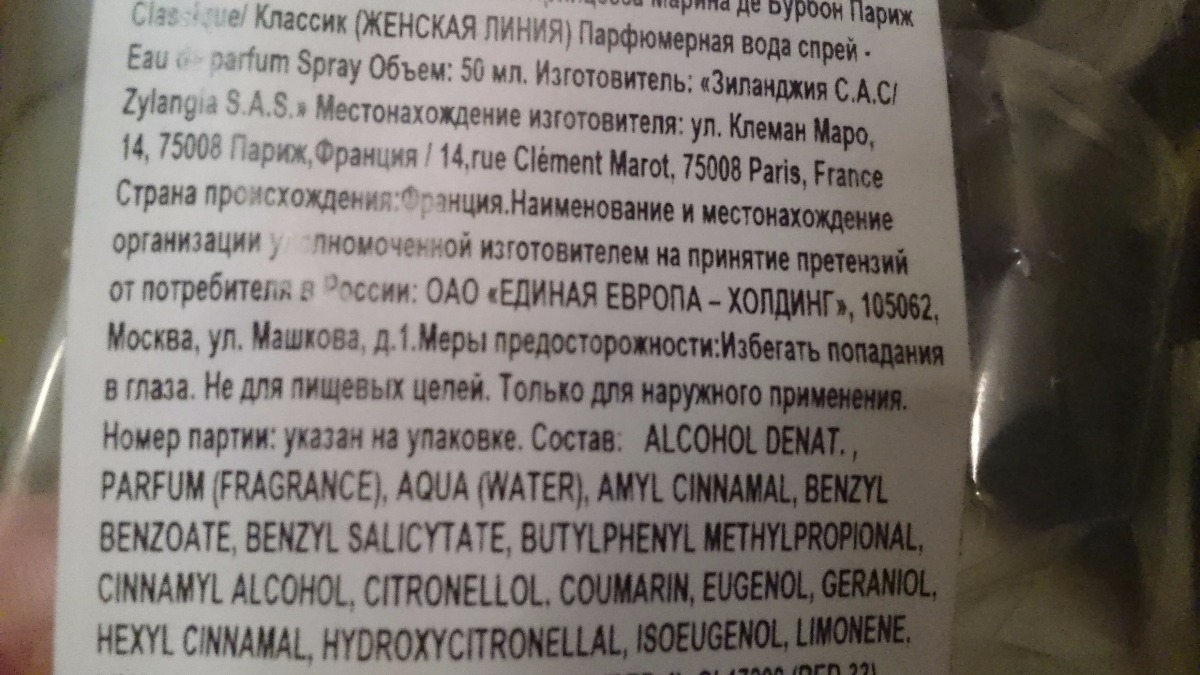 Марина де Бурбон Париж
Классик (ЖЕНСКАЯ ЛИНИЯ) Парфюмерная вода спрей -
Eau de parfum Spray Объем: 50 мл. Изготовитель: «Зиланджия С.А.С/
Zylangia S.A.S.» Местонахождение изготовителя: ул. Клеман Маро,
14, 75008 Париж,Франция / 14,rue Clément Marot, 75008 Paris, France
Страна происхождения:Франция.Наименование и местонахождение
организации уполномоченной изготовителем на принятие претензий
от потребителя в России: ОАО «ЕДИНАЯ ЕВРОПА – ХОЛДИНГ», 105062,
Москва, ул. Машкова, д.1.Меры предосторожности:Избегать попадания
в глаза. Не для пищевых целей. Только для наружного применения.
Номер партии: указан на упаковке. Состав: ALCOHOL DENAT. ,
PARFUM (FRAGRANCE), AQUA (WATER), AMYL CINNAMAL, BENZYL
BENZOATE, BENZYL SALICYTATE, BUTYLPHENYL METHYLPROPIONAL,
CINNAMYL ALCOHOL, CITRONELLOL. COUMARIN, EUGENOL, GERANIOL,
HEXYL CINNAMAL, HYDROXYCITRONELLAL, ISOEUGENOL, LIMONENE.